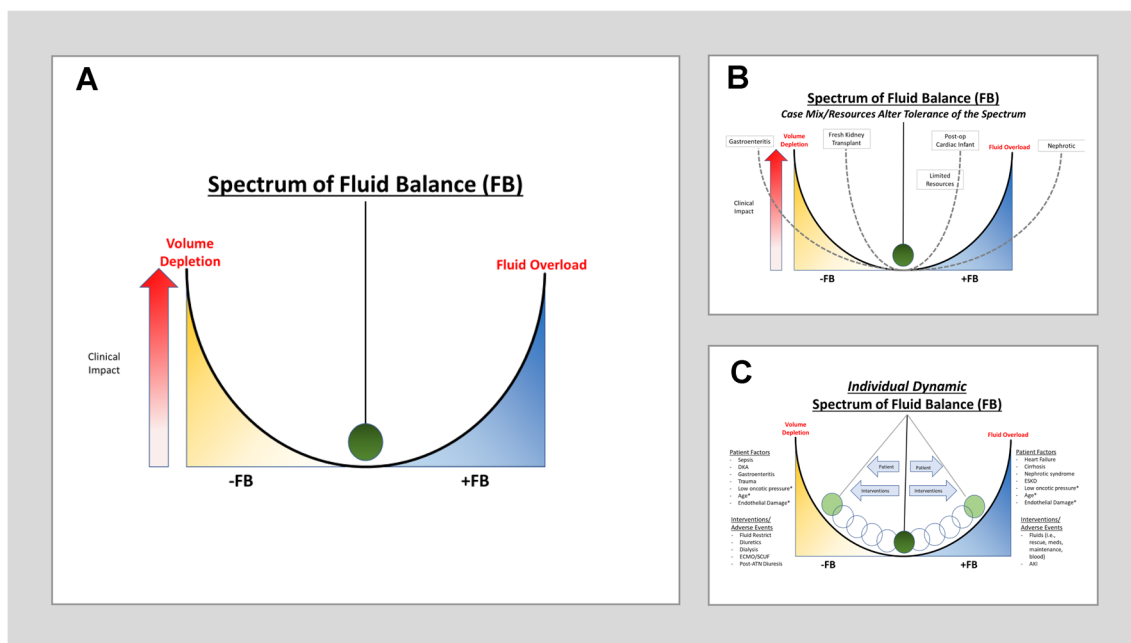 A
Spectrum of Fluid Balance (FB)
Volume
Depletion
Fluid Overload
Clinical
Impact
-FB
+FB
B
Spectrum of Fluid Balance (FB)
Case Mix/Resources Alter Tolerance of the Spectrum
Gastroenteritis
Volume
Depletion
Fresh Kidney
Transplant
Post-op
Cardiac Infant
Fluid Overload
Nephrotic
Limited
Resources
Clinical
Impact
-FB
+FB
C
Individual Dynamic
Spectrum of Fluid Balance (FB)
Volume
Depletion
Fluid Overload
Patient Factors
- Sepsis
- DKA
- Gastroenteritis
- Trauma
- Low oncotic pressure*
- Age*
- Endothelial Damage*
Interventions/
Adverse Events
- Fluid Restrict
- Diuretics
- Dialysis
- ECMO/SCUF
- Post-ATN Diuresis
Patient
Patient
Interventions
Interventions
-FB
+FB
Patient Factors
- Heart Failure
- Cirrhosis
- Nephrotic syndrome
- ESKD
- Low oncotic pressure*
- Age*
- Endothelial Damage*
Interventions/
Adverse Events
- Fluids (i.e.,
rescue, meds,
maintenance,
blood)
- AKI